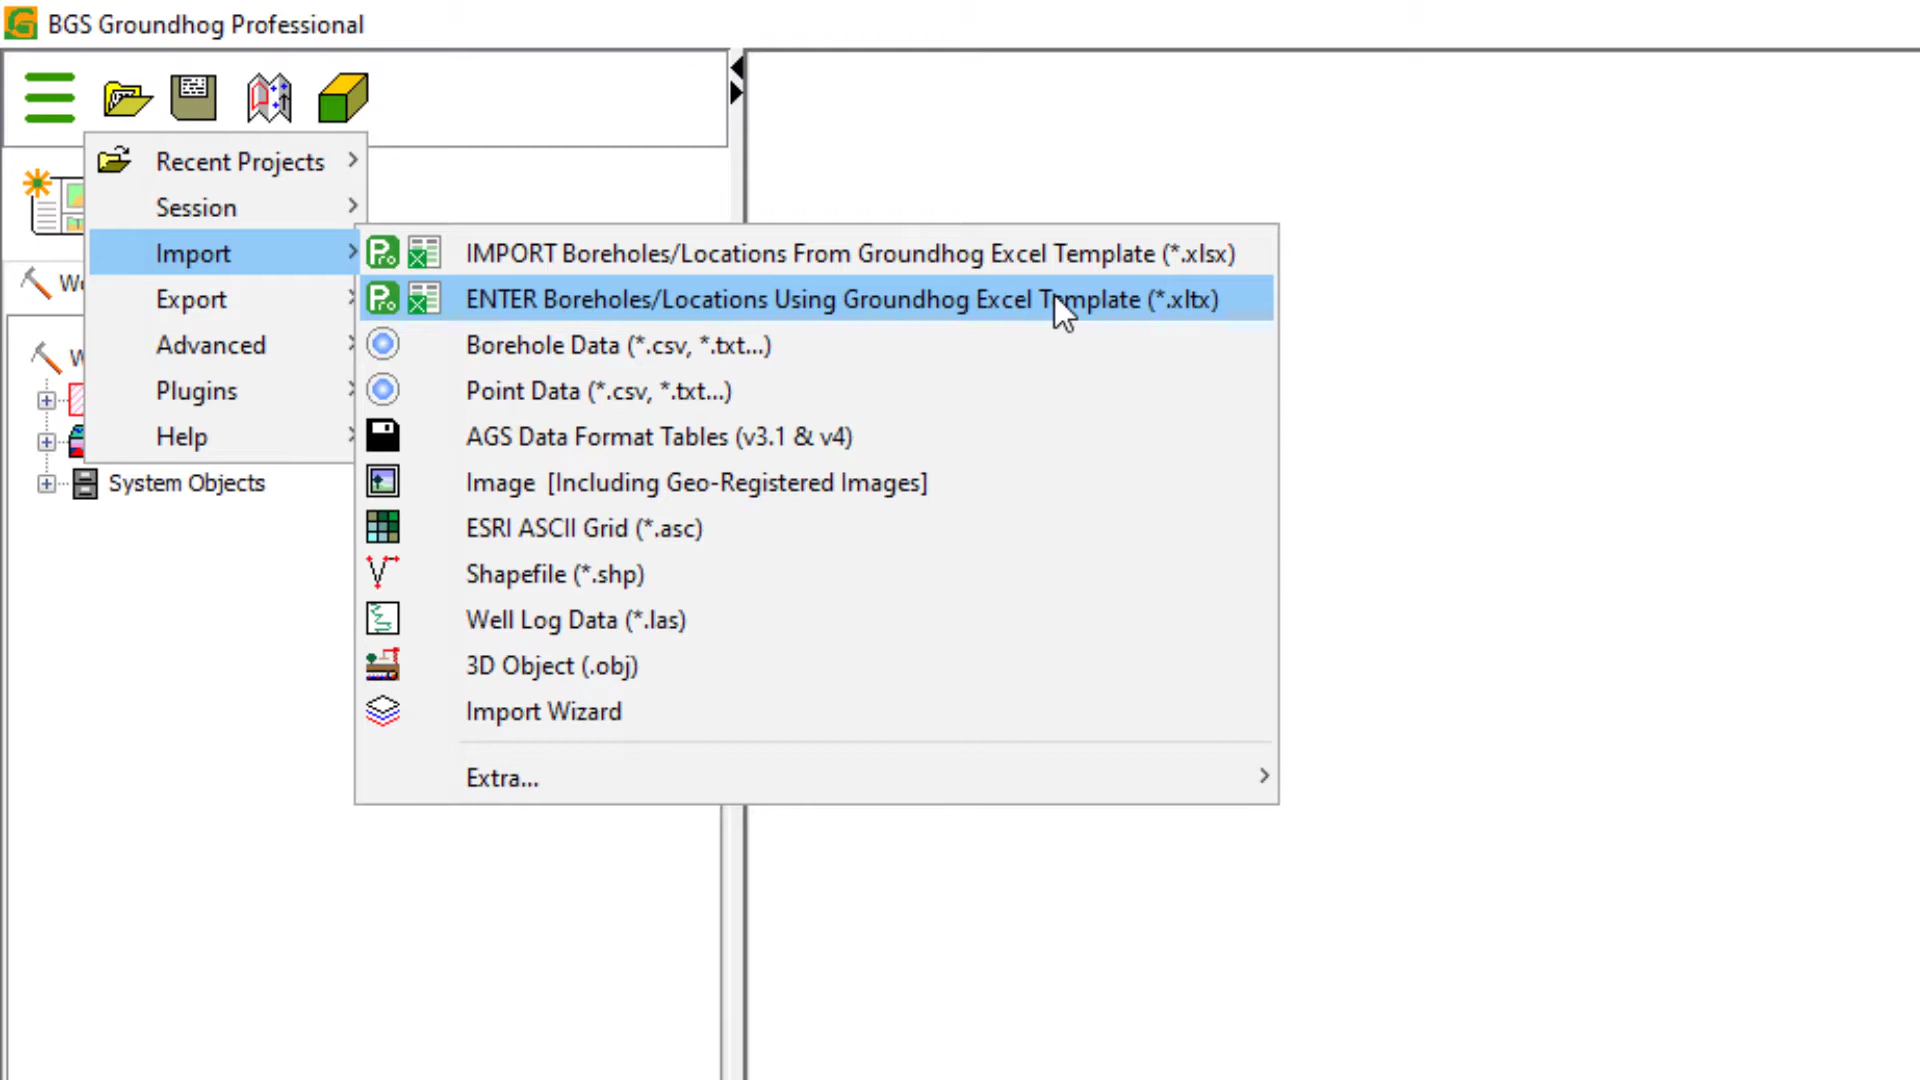 BGS Groundhog Professional
Recent Projects
Session
Import
Export
Advanced
Plugins
Help
IMPORT Boreholes/Locations From Groundhog Excel Template (*.xlsx)
ENTER Boreholes/Locations Using Groundhog Excel Template (*.xltx)
Borehole Data (*.csv, *.txt...)
Point Data (*.csv, *.txt...)
AGS Data Format Tables (v3.1 & v4)
Image [Including Geo-Registered Images]
ESRI ASCII Grid (*.asc)
Shapefile (*.shp)
Well Log Data (*.las)
3D Object (.obj)
Import Wizard
Extra...
System Objects